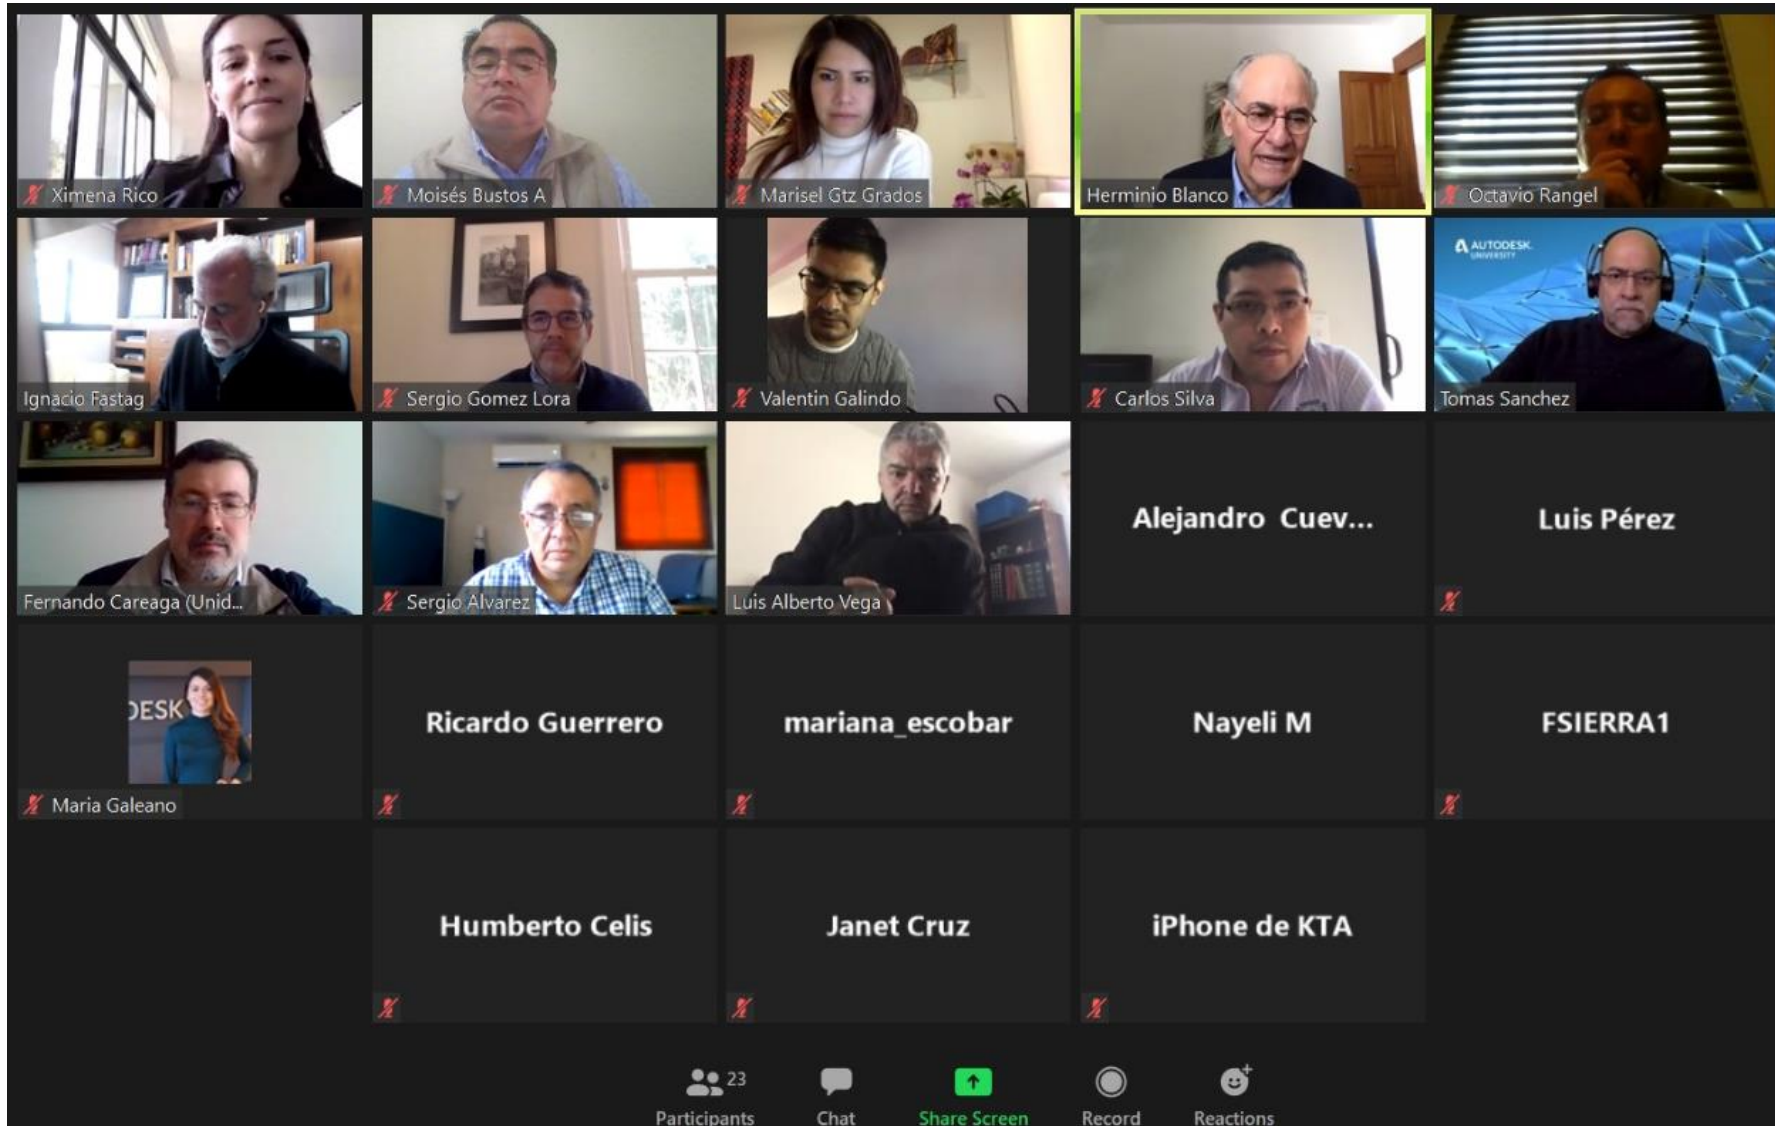 Ximena Rico
Moisés Bustos A
Marisel Gtz Grados
Herminio Blanco
Octavio Rangel
AUTODESK.
UNIVERSITY
Ignacio Fastag
Sergio Gomez Lora
Valentin Galindo
Carlos Silva
Tomas Sanchez
Fernando Careaga (Unid...
Sergio Alvarez
Luis Alberto Vega
Alejandro Cuev...
Luis Pérez
DESK
Maria Galeano
Ricardo Guerrero
mariana_escobar
Nayeli M
FSIERRA1
Humberto Celis
Janet Cruz
iPhone de KTA
23
Participants
Chat
Share Screen
Record
Reactions